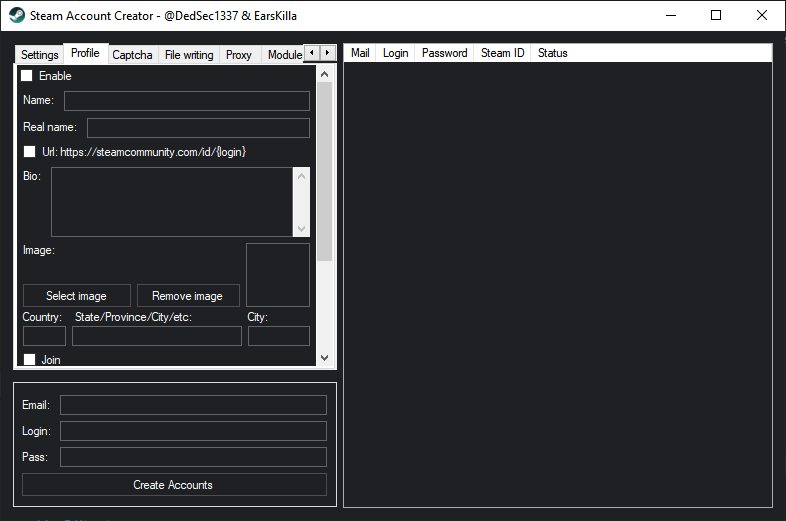 Steam Account Creator - @DedSec1337 & EarsKilla
Settings Profile Captcha File writing Proxy Module
Mail Login Password Steam ID Status
Enable
Name:
Real name:
Url: https://steamcommunity.com/id/{login}
Bio:
Image:
Select image Remove image
Country: State/Province/City/etc: City:
Join
Email:
Login:
Pass:
Create Accounts